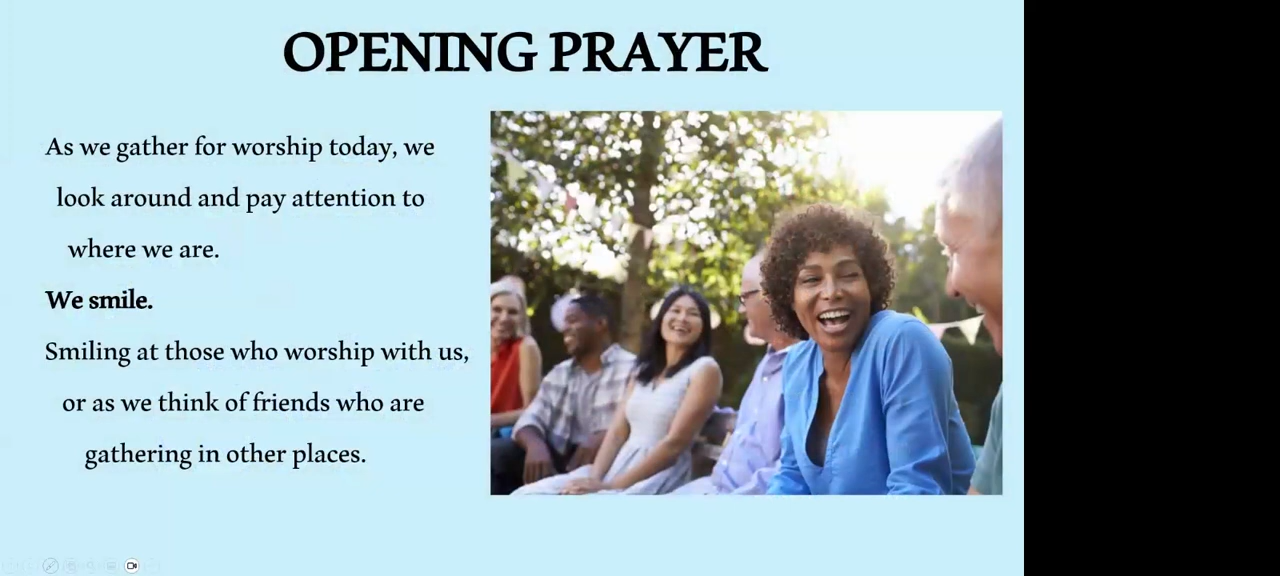 OPENING PRAYER
As we gather for worship today, we
look around and pay attention to
where we are.
We smile.
Smiling at those who worship with us,
or as we think of friends who are
gathering in other places.